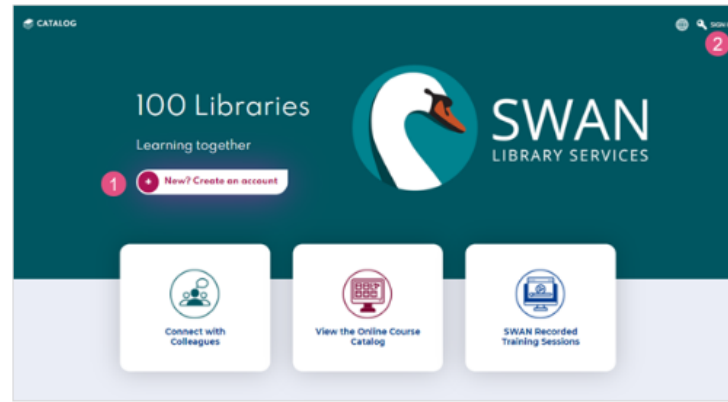 CATALOG
SIGN
2
100 Libraries
Learning together
1
+ New? Create an account
SWAN
LIBRARY SERVICES
Connect with
Colleagues
View the Online Course
Catalog
SWAN Recorded
Training Sessions